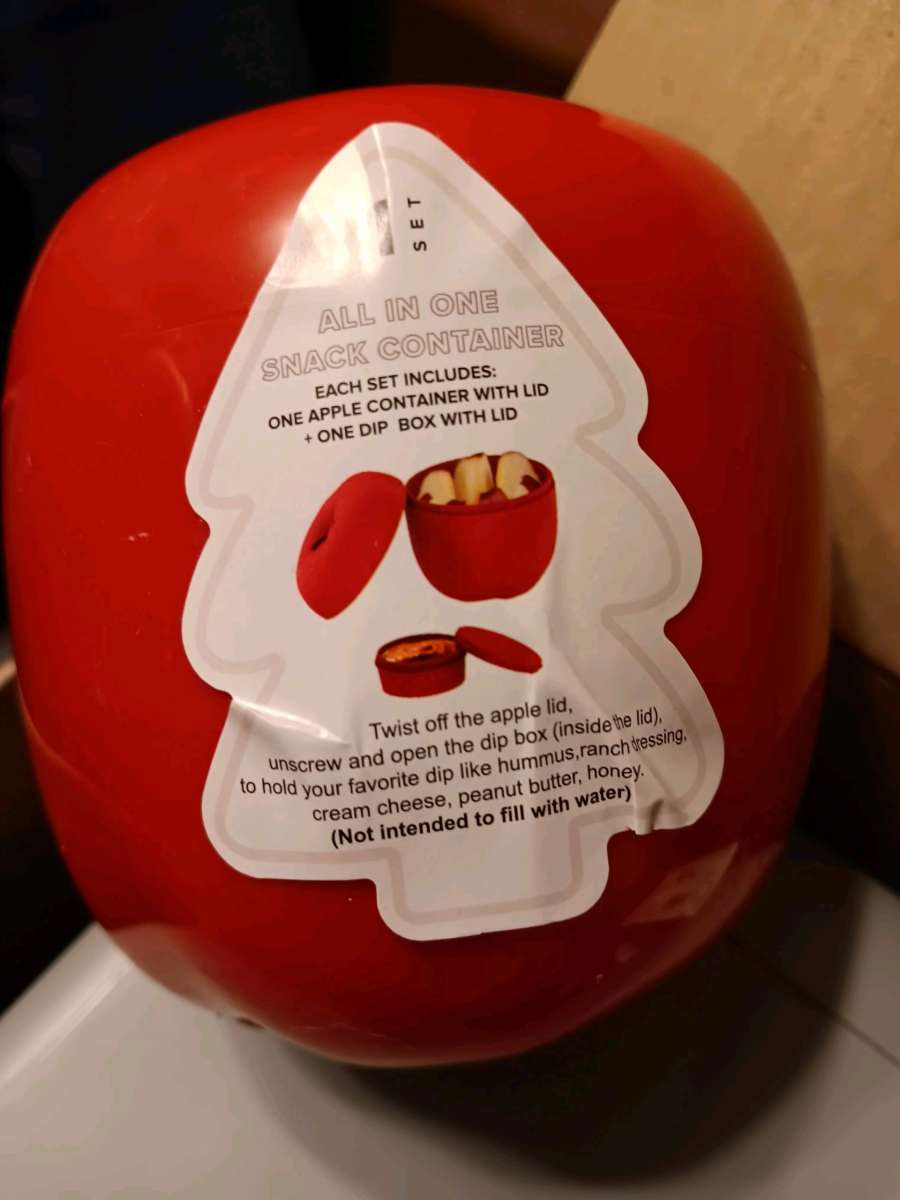 SET
ALL IN ONE
SNACK CONTAINER
EACH SET INCLUDES:
ONE APPLE CONTAINER WITH LID
+ ONE DIP BOX WITH LID
Twist off the apple lid,
unscrew and open the dip box (inside the lid),
to hold your favorite dip like hummus,ranch dressing,
cream cheese, peanut butter, honey.
(Not intended to fill with water)